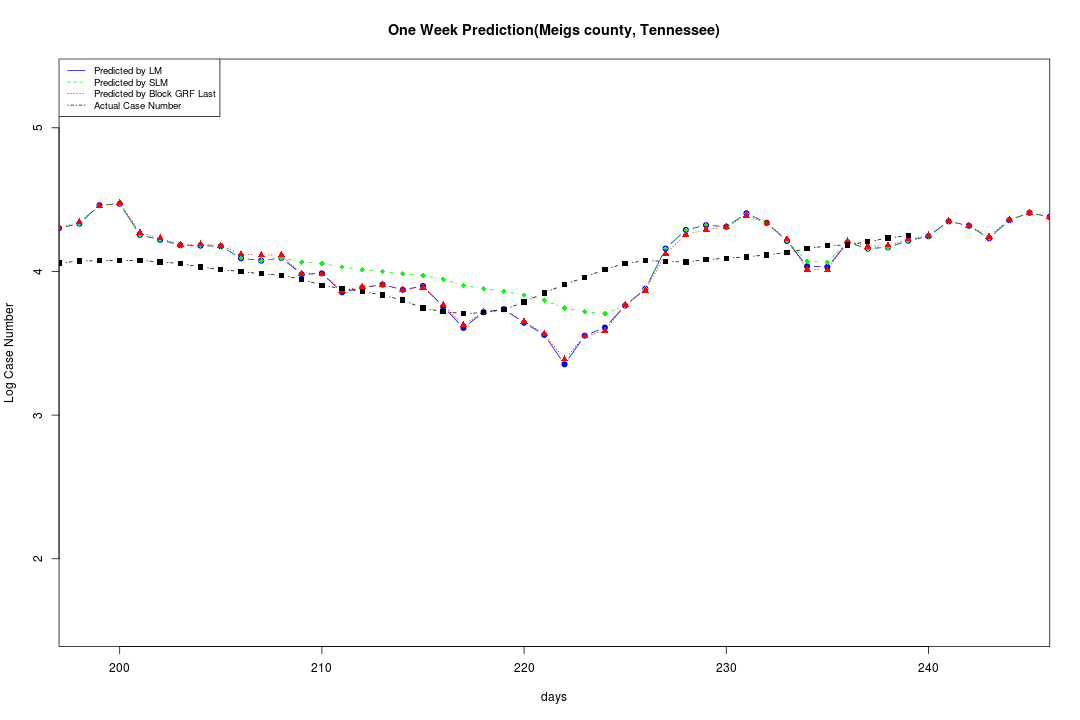 One Week Prediction(Meigs county, Tennessee)
Predicted by LM
Predicted by SLM
Predicted by Block GRF Last
Actual Case Number
5
4
3
2
Log Case Number
200 210 220 230 240
days